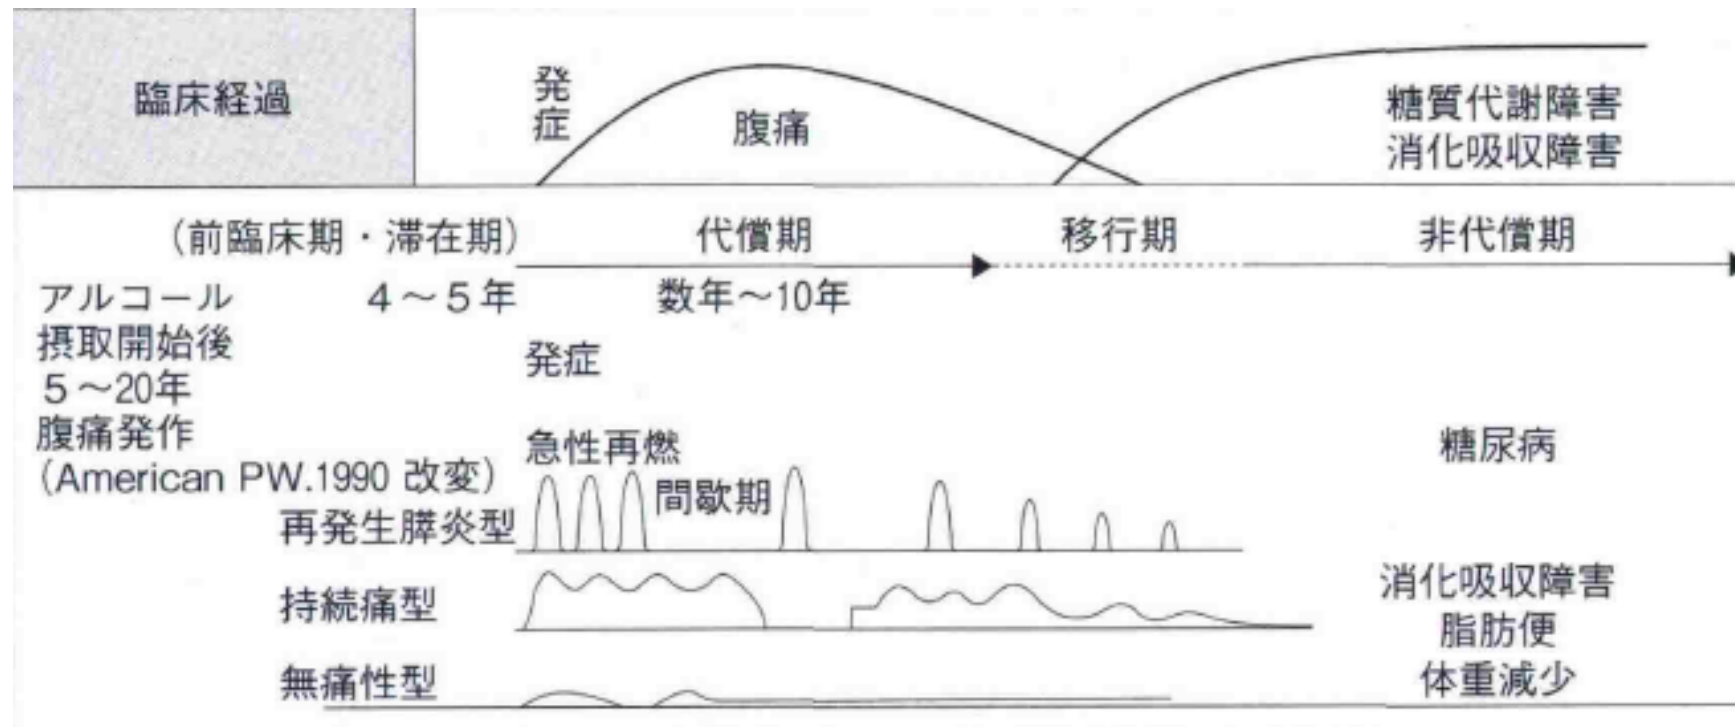 臨床経過
発症
腹痛
糖質代謝障害
消化吸収障害
(前臨床期・滞在期)
代償期
移行期
非代償期
アルコール
摂取開始後
5～20年
4～5年
数年～10年
発症
腹痛発作
(American PW.1990 改変)
急性再燃
間歇期
糖尿病
再発生膵炎型
持続痛型
消化吸収障害
脂肪便
体重減少
無痛性型